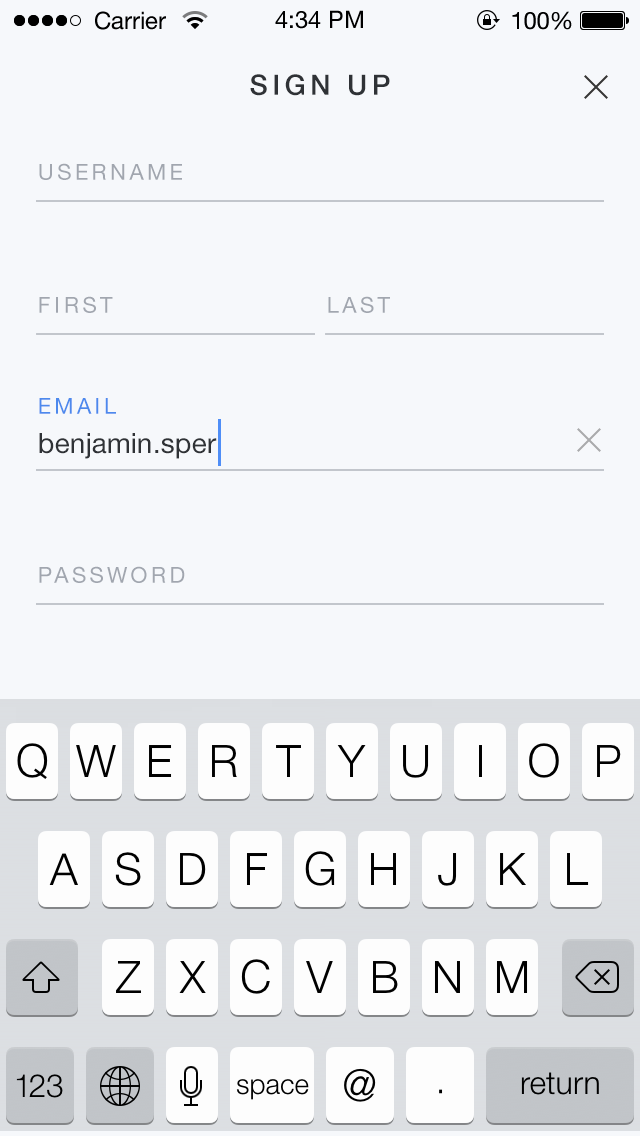 Carrier 4:34 PM 100%
SIGN UP
USERNAME
FIRST LAST
EMAIL
benjamin.sper
PASSWORD
Q W E R T Y U I O P
A S D F G H J K L
Z X C V B N M
123 space @ . return